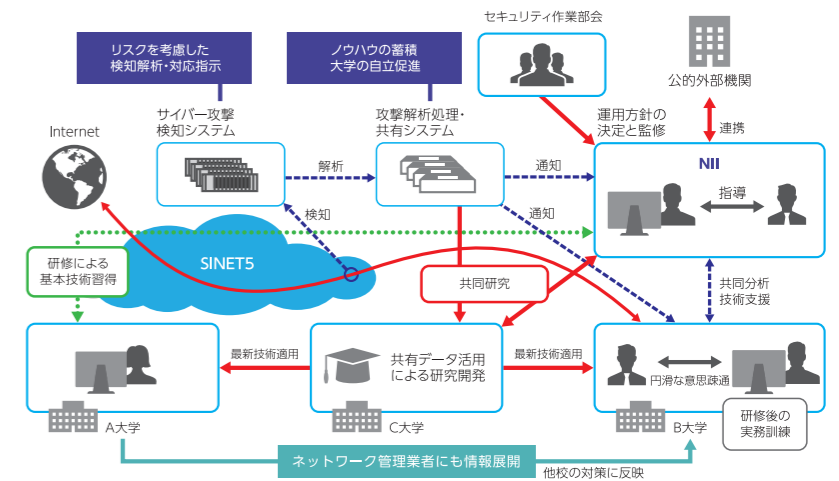 セキュリティ作業部会
リスクを考慮した
検知解析・対応指示
ノウハウの蓄積
大学の自立促進
公的外部機関
サイバー攻撃
検知システム
攻撃解析処理・
共有システム
運用方針の
決定と監修
連携
Internet
NII
解析
通知
指導
検知
通知
SINET5
研修による
基本技術習得
共同研究
共同分析
技術支援
最新技術適用
共有データ活用
による研究開発
最新技術適用
円滑な意思疎通
A大学
C大学
B大学
研修後の
実務訓練
ネットワーク管理業者にも情報展開
他校の対策に反映